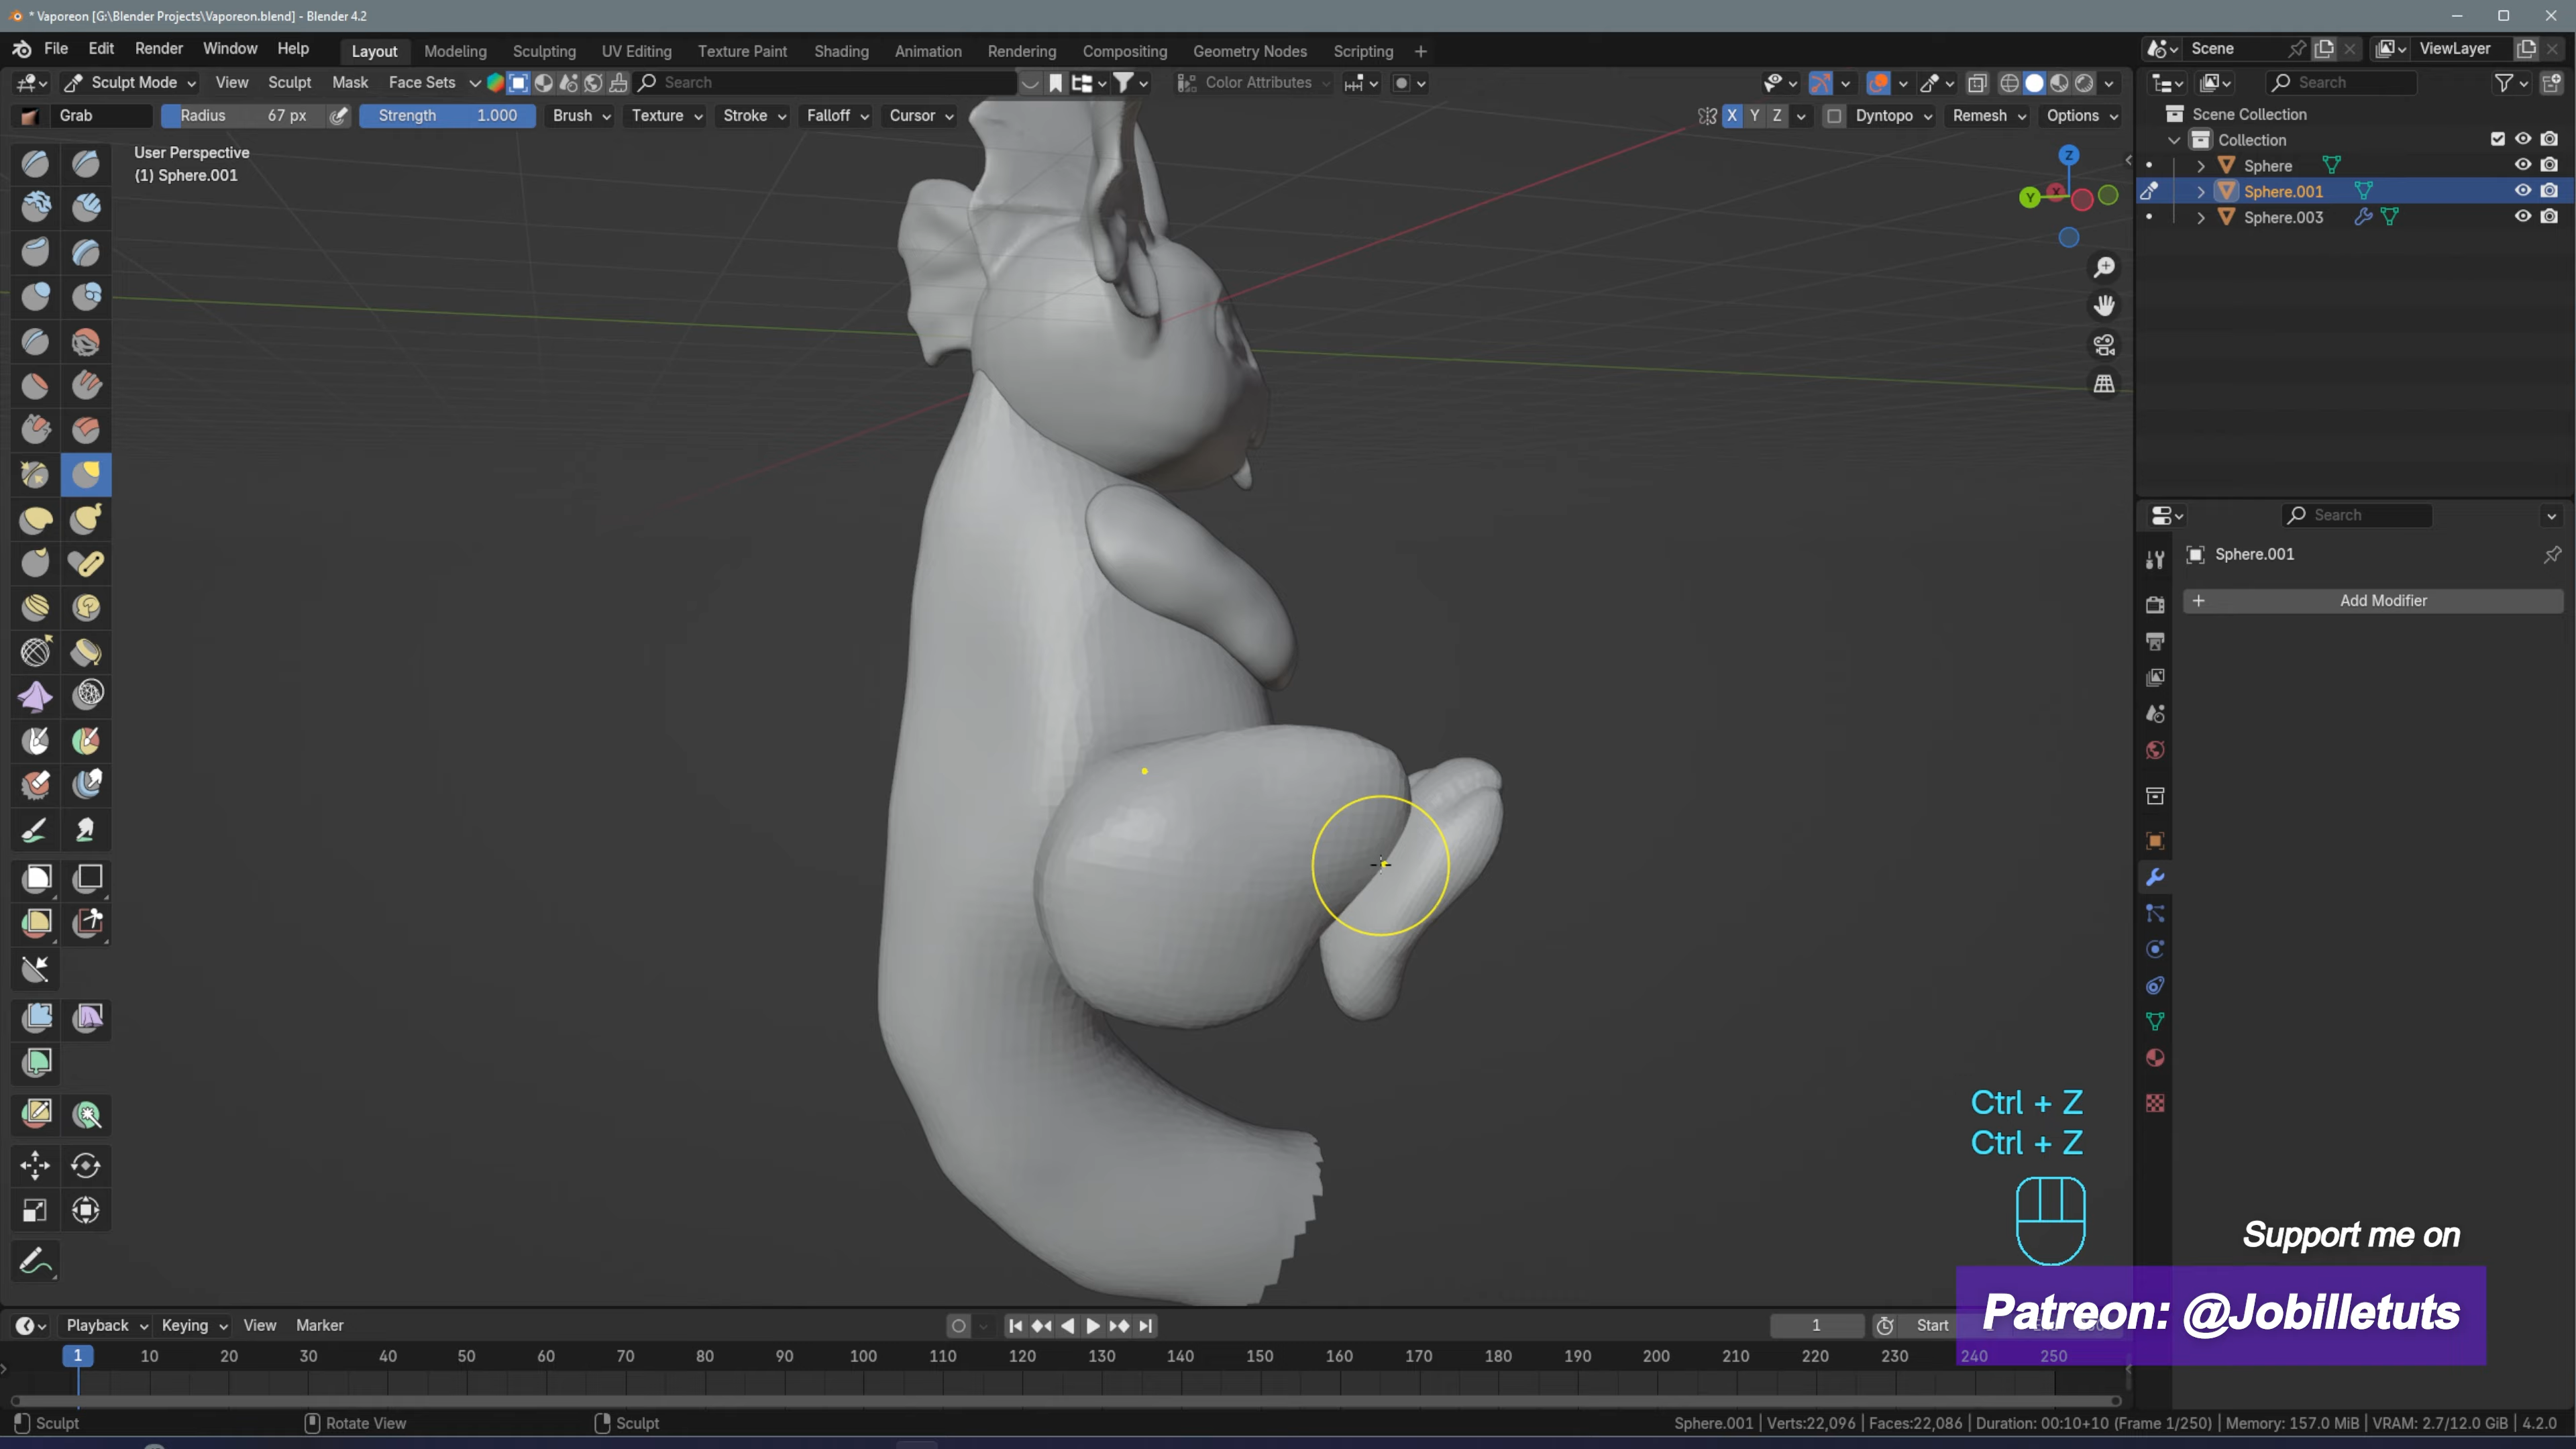 * Vaporeon [G:\Blender Projects\Vaporeon.blend] - Blender 4.2
File Edit Render Window Help Layout Modeling Sculpting UV Editing Texture Paint Shading Animation Rendering Compositing Geometry Nodes Scripting + Scene ViewLayer
Sculpt Mode View Sculpt Mask Face Sets Search Color Attributes Search
Grab Radius 67 px Strength 1.000 Brush Texture Stroke Falloff Cursor X Y Z Dyntopo Remesh Options
Scene Collection
Collection
Sphere
Sphere.001
Sphere.003
User Perspective
(1) Sphere.001
Z
Y
X
Search
Sphere.001
+ Add Modifier
Ctrl + Z
Ctrl + Z
Support me on
Patreon: @Jobilletuts
Playback Keying View Marker 1 Start
1 10 20 30 40 50 60 70 80 90 100 110 120 130 140 150 160 170 180 190 200 210 220 230 240 250
Sculpt Rotate View Sculpt Sphere.001 | Verts:22,096 | Faces:22,086 | Duration: 00:10+10 (Frame 1/250) | Memory: 157.0 MiB | VRAM: 2.7/12.0 GiB | 4.2.0